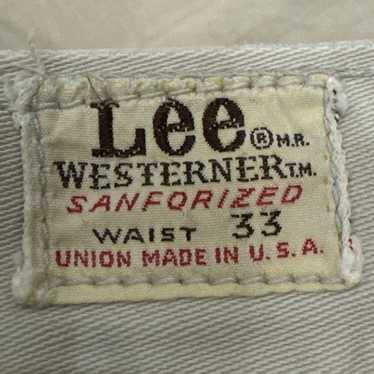 Lee ® M.R.
WESTERNER T.M.
SANFORIZED
WAIST 33
UNION MADE IN U.S.A.